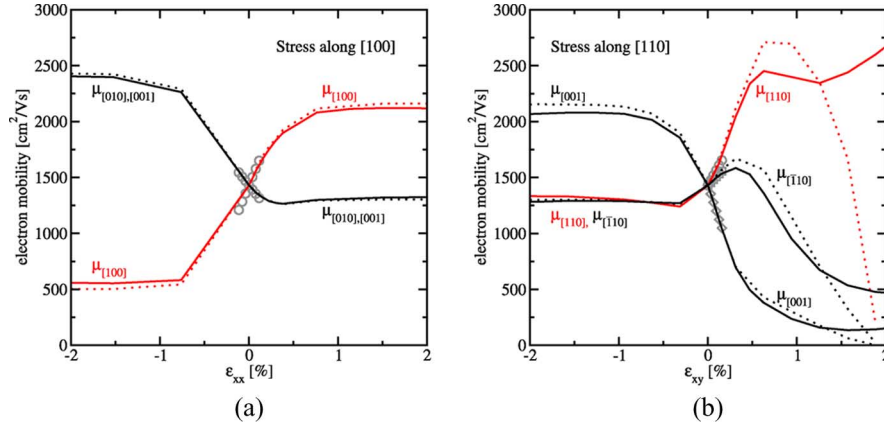 Stress along [100]
μ[010],[001]
μ[100]
μ[100]
μ[010],[001]
electron mobility [cm²/Vs]
3000
2500
2000
1500
1000
500
0
-2
-1
0
1
2
εxx [%]
(a)
Stress along [110]
μ[001]
μ[110]
μ[1̅10]
μ[110], μ[1̅10]
μ[001]
electron mobility [cm²/Vs]
3000
2500
2000
1500
1000
500
0
-2
-1
0
1
2
εxy [%]
(b)